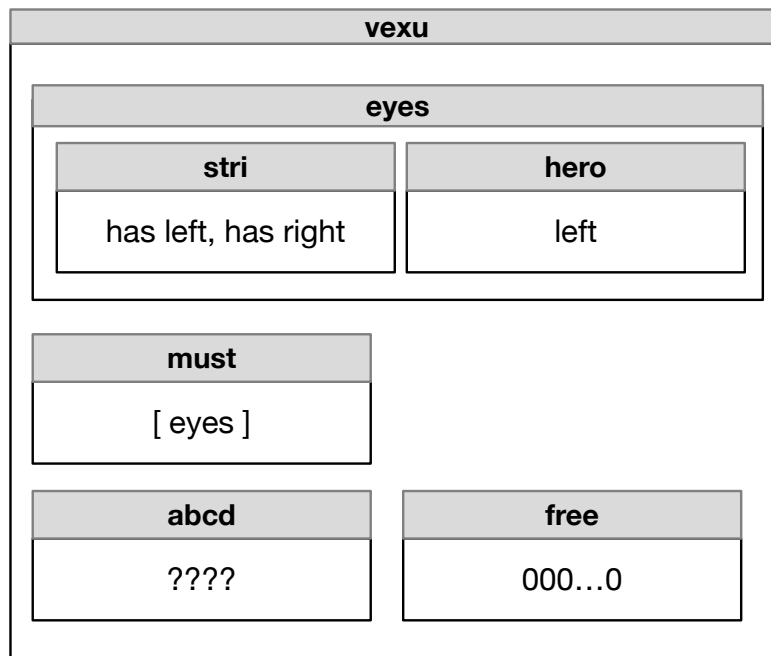 vexu
eyes
stri
hero
has left, has right
left
must
[ eyes ]
abcd
free
????
000…0